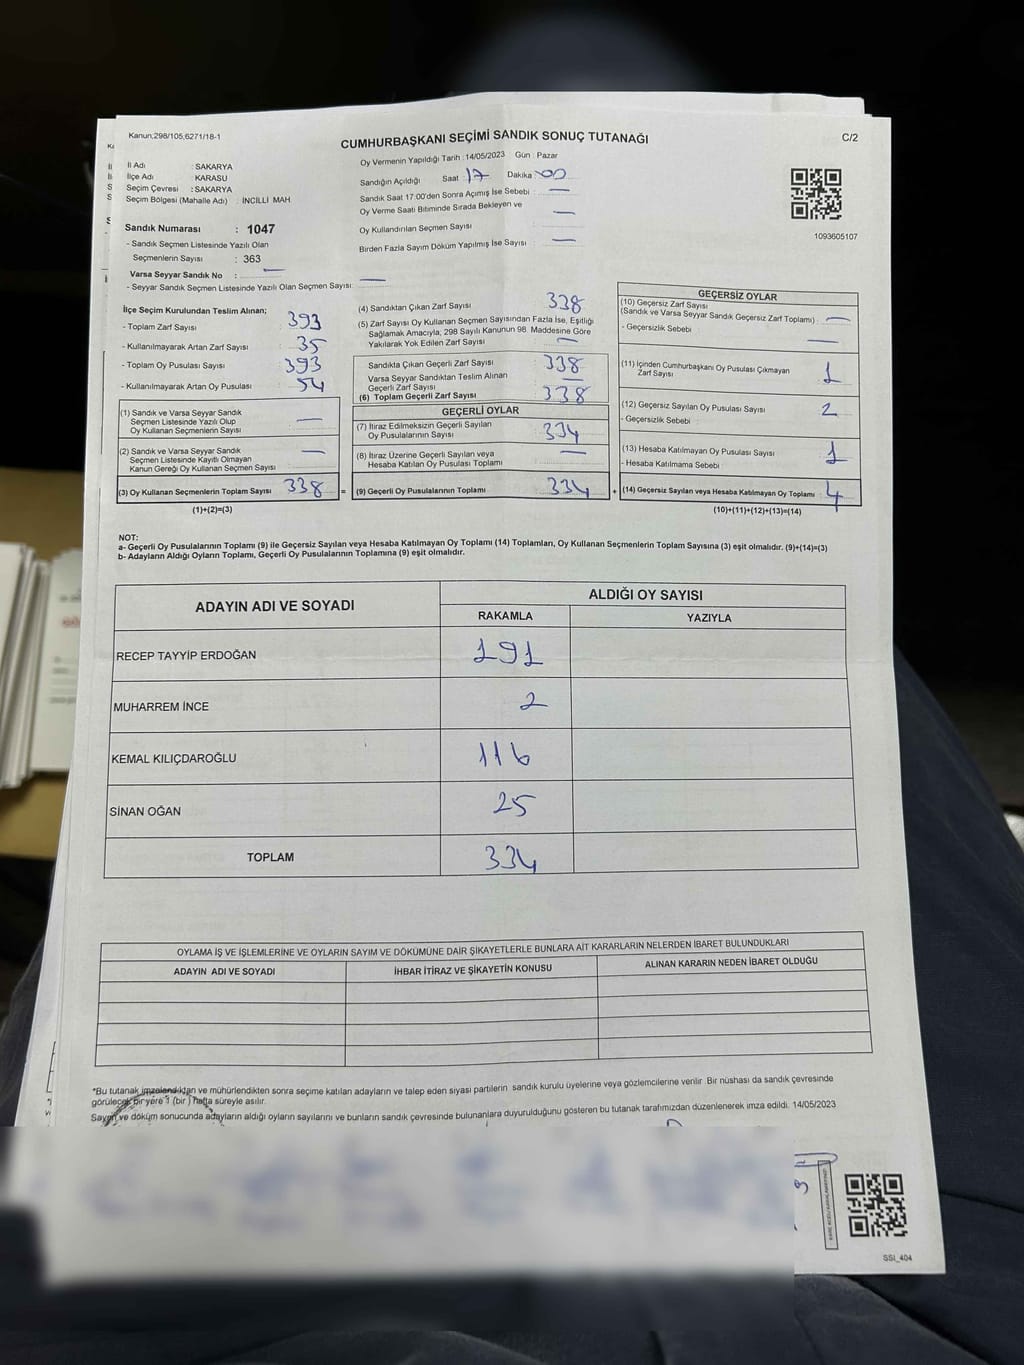 Kanun;298/105,6271/18-1
CUMHURBAŞKANI SEÇİMİ SANDIK SONUÇ TUTANAĞI
C/2
İl Adı : SAKARYA
İlçe Adı : KARASU
Seçim Çevresi : SAKARYA
Seçim Bölgesi (Mahalle Adı) : İNCİLLİ MAH
Sandık Numarası : 1047
- Sandık Seçmen Listesinde Yazılı Olan
Seçmenlerin Sayısı : 363
Varsa Seyyar Sandık No : —
- Seyyar Sandık Seçmen Listesinde Yazılı Olan Seçmen Sayısı: —
Oy Vermenin Yapıldığı Tarih :14/05/2023 Gün : Pazar
Sandığın Açıldığı Saat 17 Dakika 00
Sandık Saat 17:00'den Sonra Açımış İse Sebebi : —
Oy Verme Saati Bitiminde Sırada Bekleyen ve
Oy Kullandırılan Seçmen Sayısı —
Birden Fazla Sayım Döküm Yapılmış İse Sayısı : —
1093605107
İlçe Seçim Kurulundan Teslim Alınan;
- Toplam Zarf Sayısı : 393
- Kullanılmayarak Artan Zarf Sayısı : 35
- Toplam Oy Pusulası Sayısı : 393
- Kullanılmayarak Artan Oy Pusulası : 54
(1) Sandık ve Varsa Seyyar Sandık
Seçmen Listesinde Yazılı Olup
Oy Kullanan Seçmenlerin Sayısı —
(2) Sandık ve Varsa Seyyar Sandık
Seçmen Listesinde Kayıtlı Olmayan
Kanun Gereği Oy Kullanan Seçmen Sayısı —
(3) Oy Kullanan Seçmenlerin Toplam Sayısı 338 =
(1)+(2)=(3)
(4) Sandıktan Çıkan Zarf Sayısı 338
(5) Zarf Sayısı Oy Kullanan Seçmen Sayısından Fazla İse, Eşitliği
Sağlamak Amacıyla, 298 Sayılı Kanunun 98. Maddesine Göre
Yakılarak Yok Edilen Zarf Sayısı —
Sandıkta Çıkan Geçerli Zarf Sayısı 338
Varsa Seyyar Sandıktan Teslim Alınan
Geçerli Zarf Sayısı —
(6) Toplam Geçerli Zarf Sayısı 338
GEÇERLİ OYLAR
(7) İtiraz Edilmeksizin Geçerli Sayılan
Oy Pusulalarının Sayısı : 334
(8) İtiraz Üzerine Geçerli Sayılan veya
Hesaba Katılan Oy Pusulası Toplamı —
(9) Geçerli Oy Pusulalarının Toplamı 334 +
GEÇERSİZ OYLAR
(10) Geçersiz Zarf Sayısı
(Sandık ve Varsa Seyyar Sandık Geçersiz Zarf Toplamı) : —
- Geçersizlik Sebebi : —
(11) İçinden Cumhurbaşkanı Oy Pusulası Çıkmayan
Zarf Sayısı 1
(12) Geçersiz Sayılan Oy Pusulası Sayısı 2
- Geçersizlik Sebebi :
(13) Hesaba Katılmayan Oy Pusulası Sayısı 1
- Hesaba Katılmama Sebebi :
(14) Geçersiz Sayılan veya Hesaba Katılmayan Oy Toplamı 4
(10)+(11)+(12)+(13)=(14)
NOT:
a- Geçerli Oy Pusulalarının Toplamı (9) ile Geçersiz Sayılan veya Hesaba Katılmayan Oy Toplamı (14) Toplamları, Oy Kullanan Seçmenlerin Toplam Sayısına (3) eşit olmalıdır. (9)+(14)=(3)
b- Adayların Aldığı Oyların Toplamı, Geçerli Oy Pusulalarının Toplamına (9) eşit olmalıdır.
ADAYIN ADI VE SOYADI
ALDIĞI OY SAYISI
RAKAMLA YAZIYLA
RECEP TAYYİP ERDOĞAN 191
MUHARREM İNCE 2
KEMAL KILIÇDAROĞLU 116
SİNAN OĞAN 25
TOPLAM 334
OYLAMA İŞ VE İŞLEMLERİNE VE OYLARIN SAYIM VE DÖKÜMÜNE DAİR ŞİKAYETLERLE BUNLARA AİT KARARLARIN NELERDEN İBARET BULUNDUKLARI
ADAYIN ADI VE SOYADI İHBAR İTİRAZ VE ŞİKAYETİN KONUSU ALINAN KARARIN NEDEN İBARET OLDUĞU
*Bu tutanak imzalandıktan ve mühürlendikten sonra seçime katılan adayların ve talep eden siyasi partilerin sandık kurulu üyelerine veya gözlemcilerine verilir. Bir nüshası da sandık çevresinde
görülecek bir yere 1 (bir ) hafta süreyle asılır.
Sayım ve döküm sonucunda adayların aldığı oyların sayılarını ve bunların sandık çevresinde bulunanlara duyurulduğunu gösteren bu tutanak tarafımızdan düzenlenerek imza edildi. 14/05/2023
SSI_404